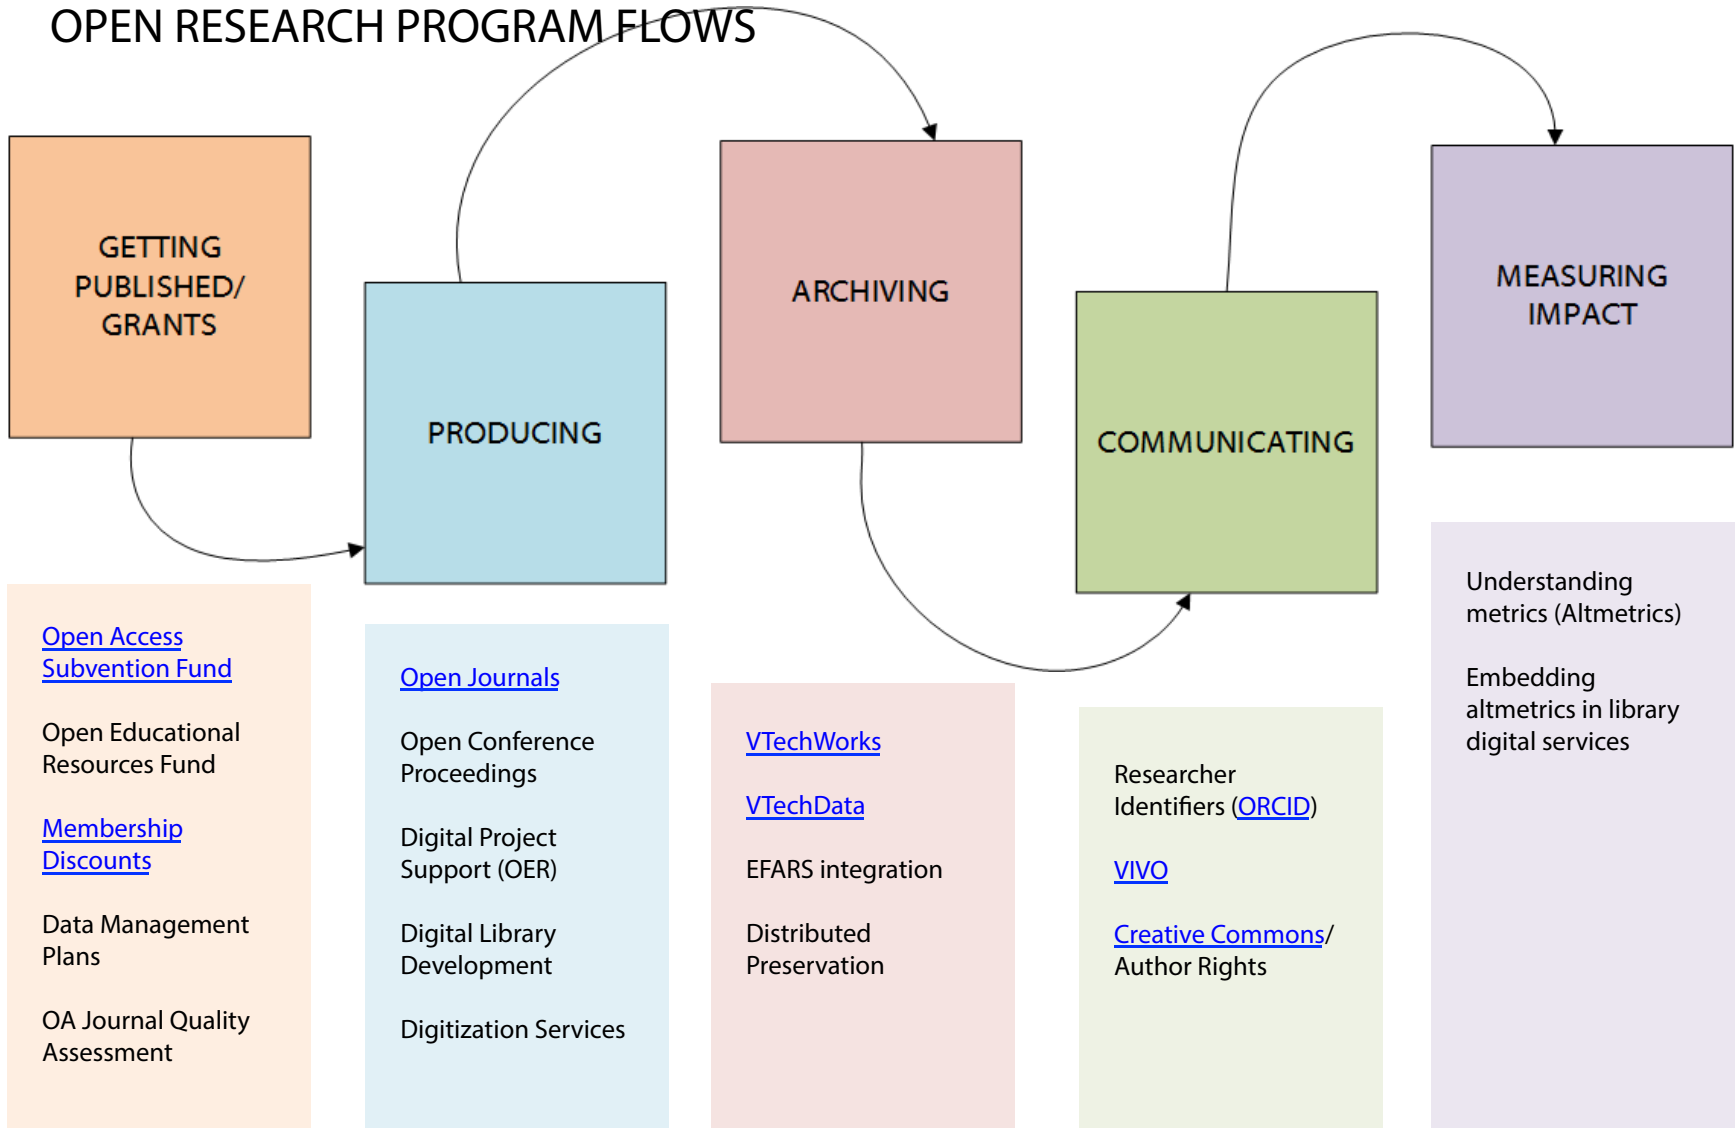 OPEN RESEARCH PROGRAM FLOWS
GETTING
PUBLISHED/
GRANTS
PRODUCING
ARCHIVING
COMMUNICATING
MEASURING
IMPACT
Open Access
Subvention Fund
Open Educational
Resources Fund
Membership
Discounts
Data Management
Plans
OA Journal Quality
Assessment
Open Journals
Open Conference
Proceedings
Digital Project
Support (OER)
Digital Library
Development
Digitization Services
VTechWorks
VTechData
EFARS integration
Distributed
Preservation
Researcher
Identifiers (ORCID)
VIVO
Creative Commons/
Author Rights
Understanding
metrics (Altmetrics)
Embedding
altmetrics in library
digital services